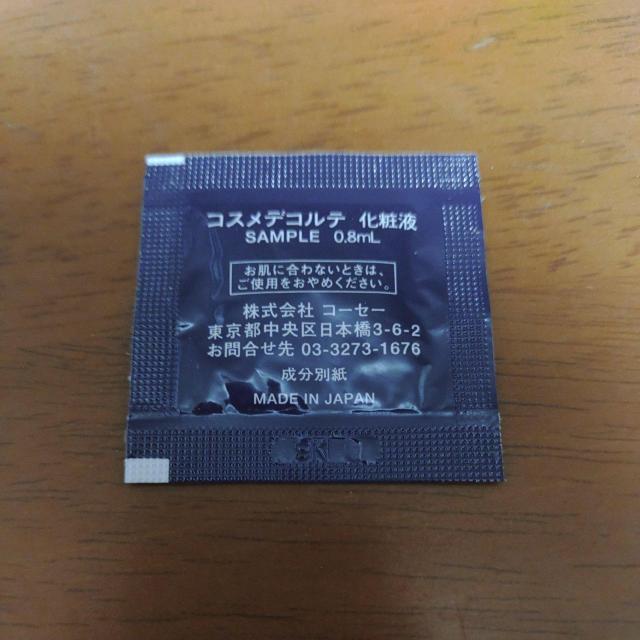 コスメデコルテ 化粧液
SAMPLE 0.8mL
お肌に合わないときは、
ご使用をおやめください。
株式会社 コーセー
東京都中央区日本橋3-6-2
お問合せ先 03-3273-1676
成分別紙
MADE IN JAPAN